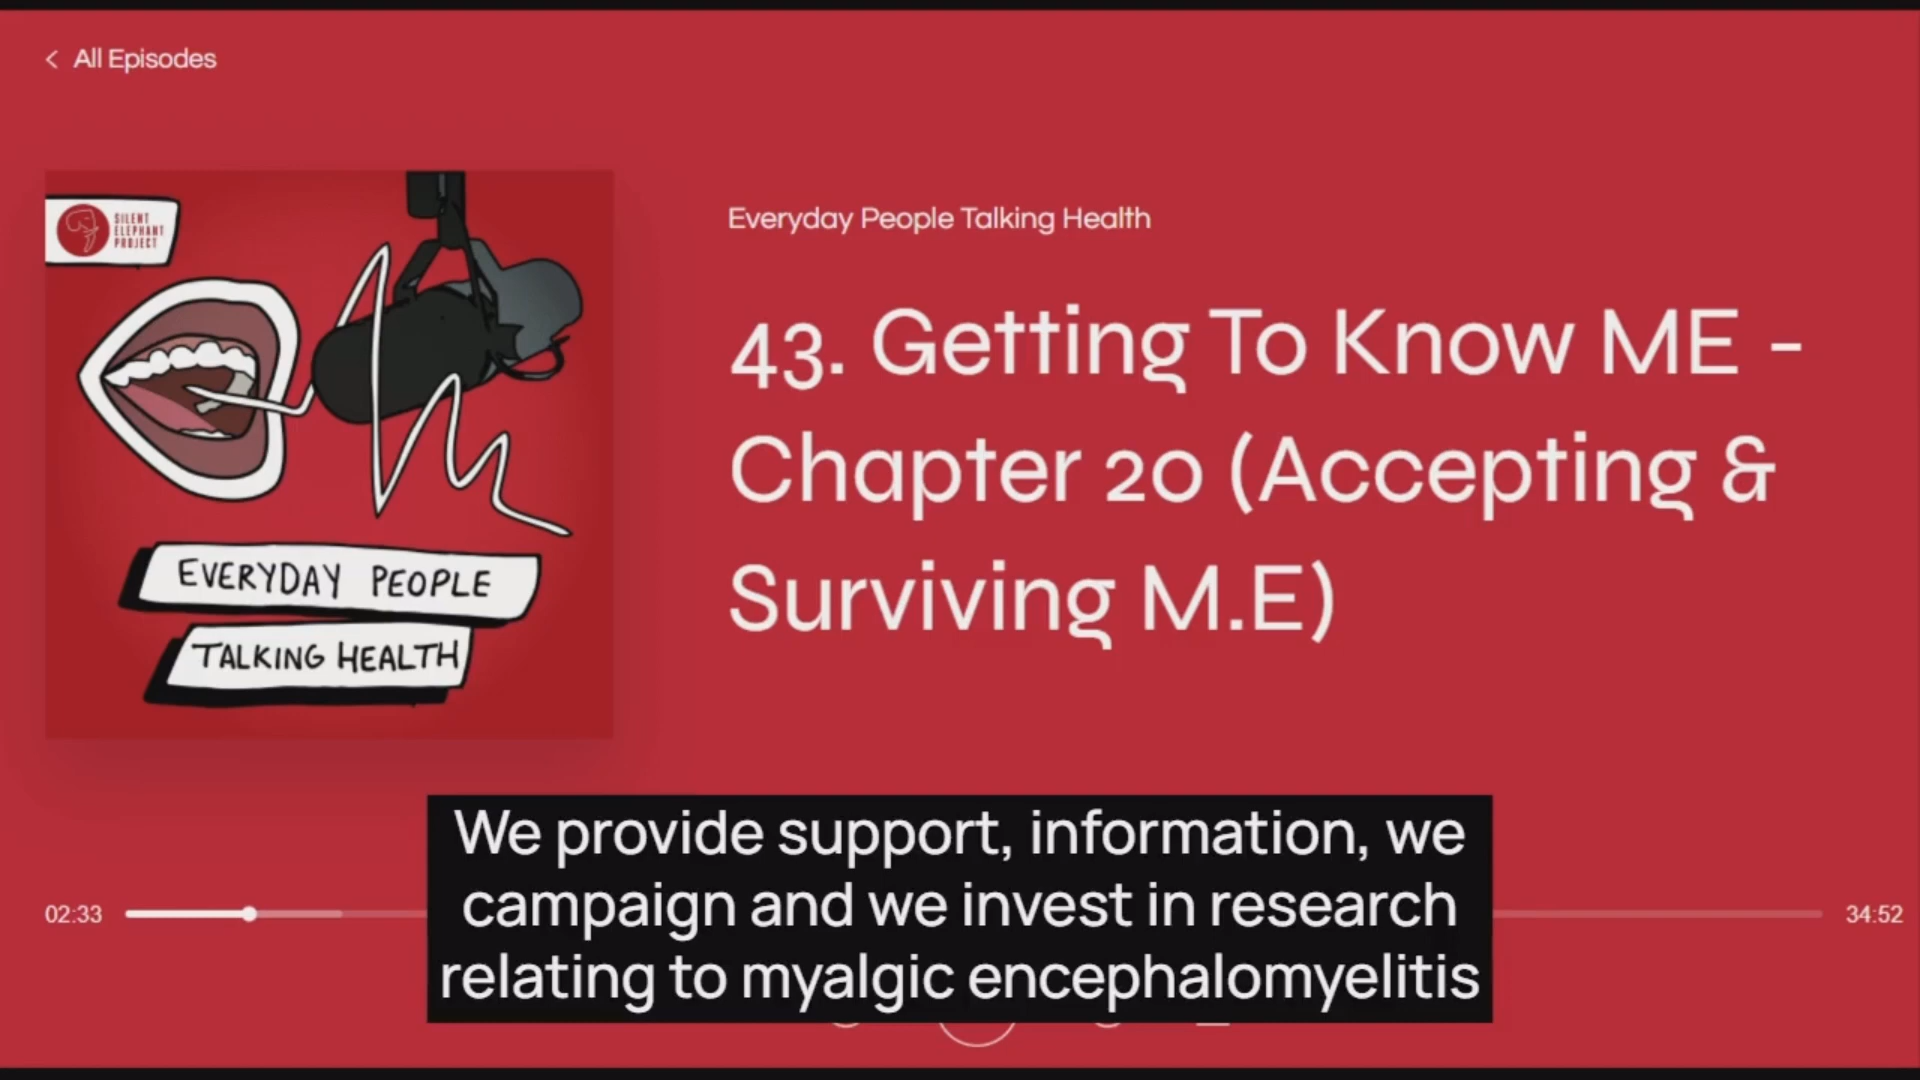 All Episodes
SILENT
ELEPHANT
PROJECT
EVERYDAY PEOPLE
TALKING HEALTH
Everyday People Talking Health
43. Getting To Know ME -
Chapter 20 (Accepting &
Surviving M.E)
We provide support, information, we
campaign and we invest in research
relating to myalgic encephalomyelitis
02:33
34:52